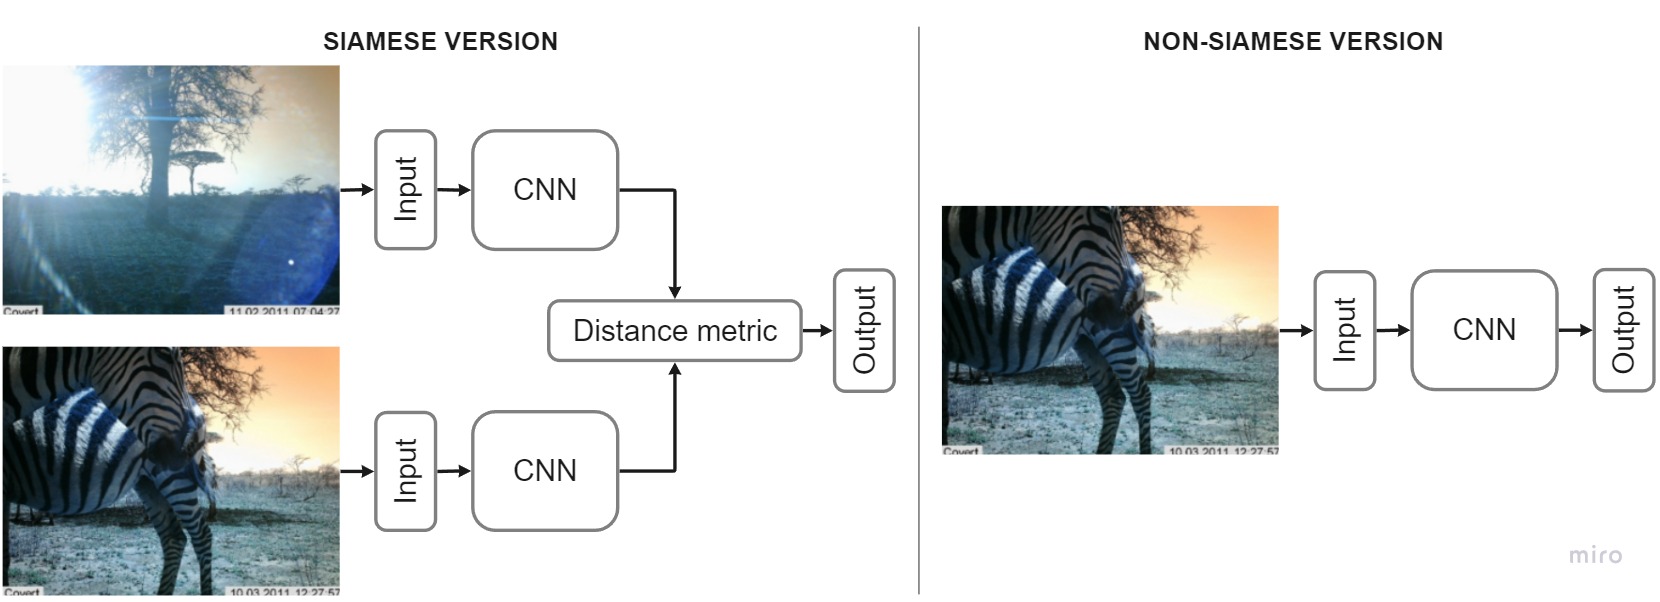 SIAMESE VERSION
NON-SIAMESE VERSION
Input
CNN
Covert
11.02.2011 07:04:27
Distance metric
Output
Input
CNN
Covert
10.03.2011 12:27:57
Input
CNN
Output
Covert
10.03.2011 12:27:57
miro